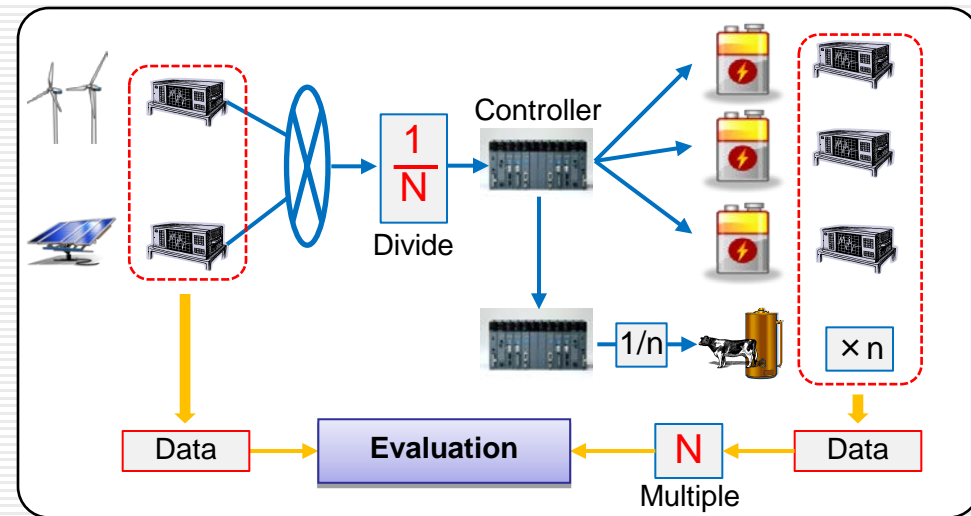 Controller
1
N
Divide
1/n
× n
Data
Evaluation
N
Multiple
Data